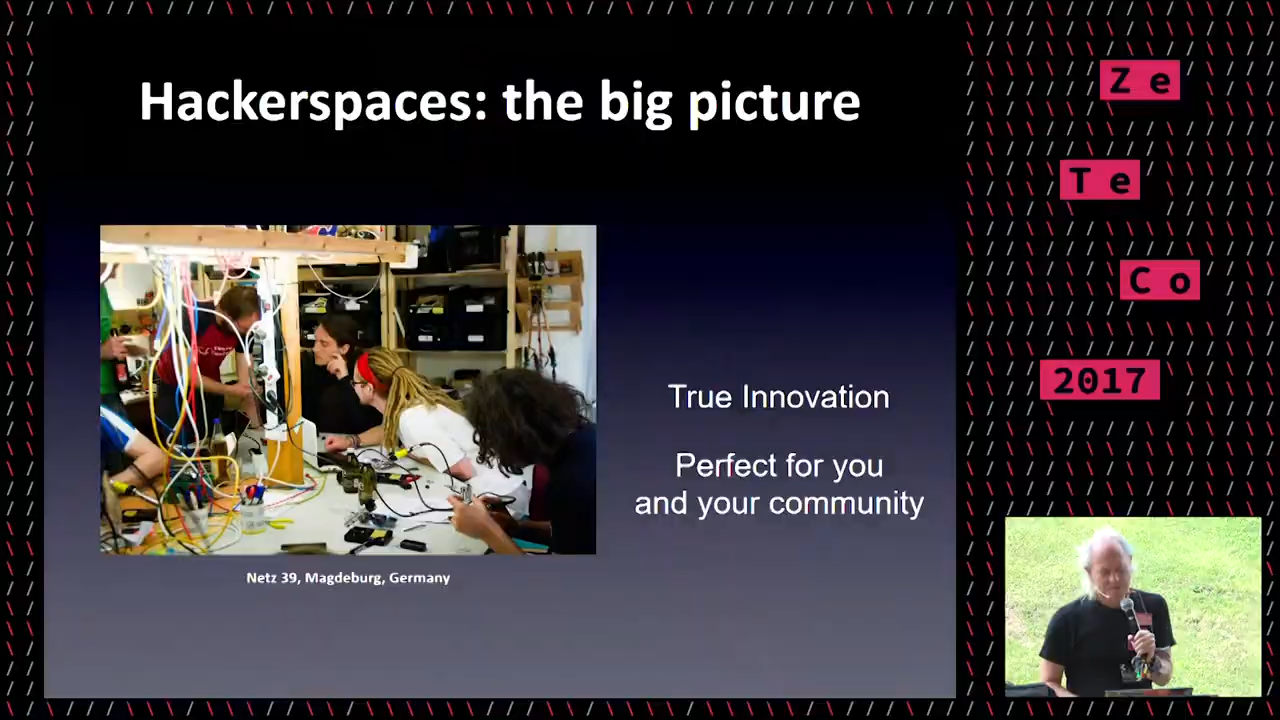 Hackerspaces: the big picture
True Innovation
Perfect for you
and your community
Netz 39, Magdeburg, Germany
Ze
Te
Co
2017